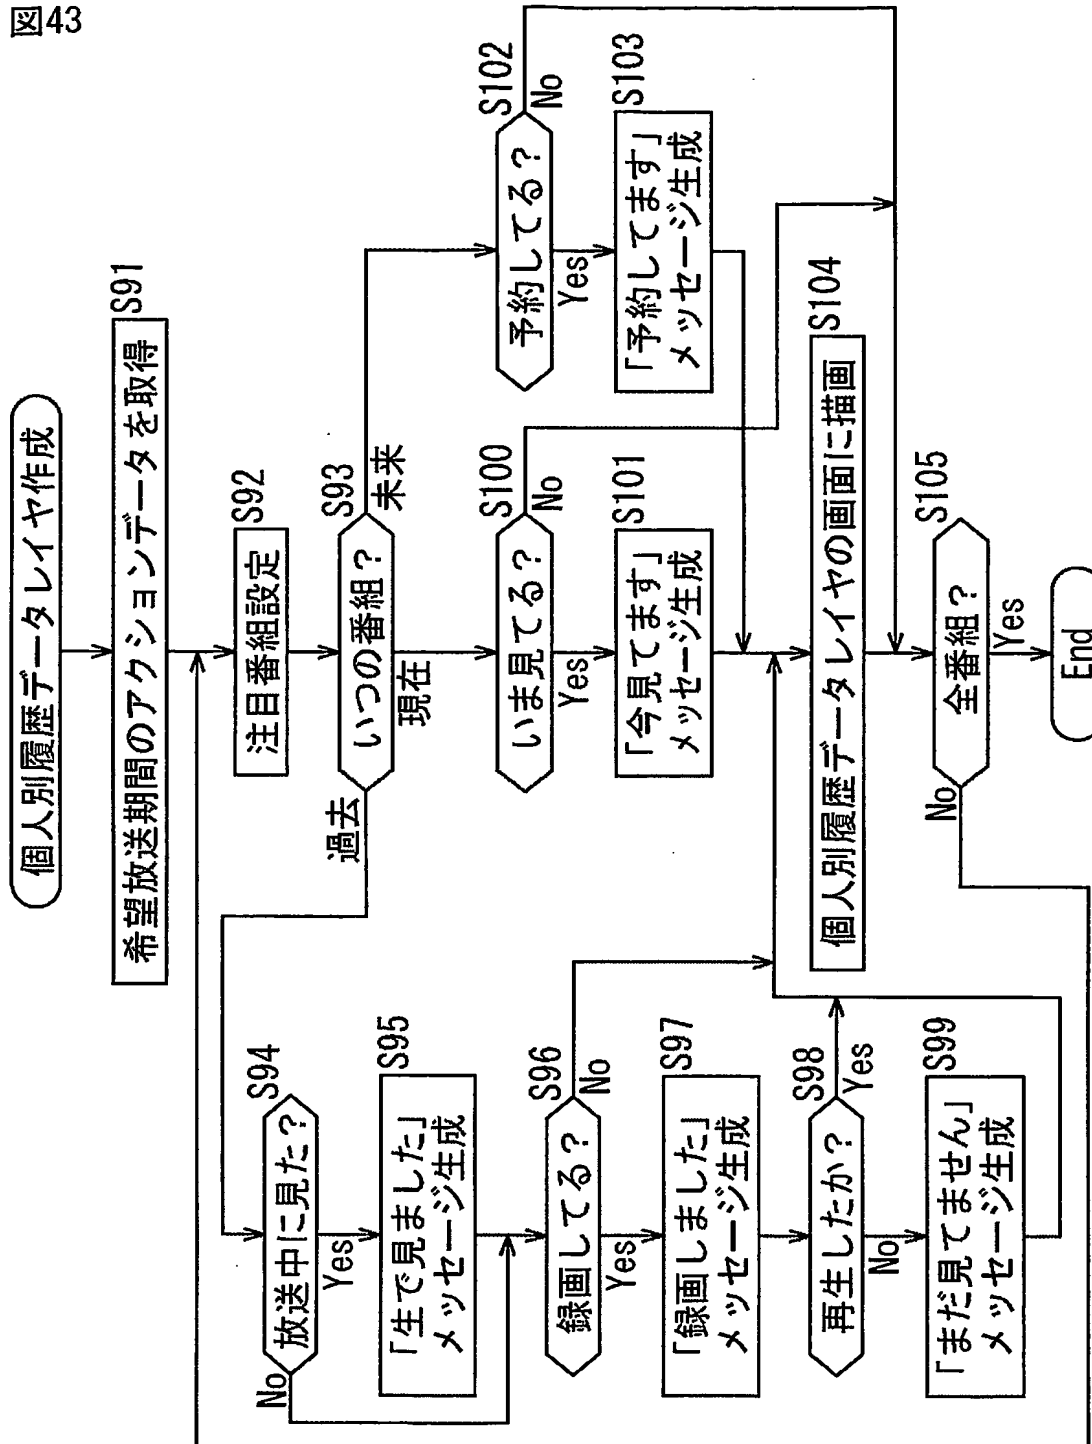 図43
個人別履歴データレイヤ作成
希望放送期間のアクションデータを取得
S91
注目番組設定
S92
いつの番組?
S93
過去
現在
未来
放送中に見た?
S94
No
Yes
「生で見ました」
メッセージ生成
S95
録画してる?
S96
No
Yes
「録画しました」
メッセージ生成
S97
再生したか?
S98
Yes
No
「まだ見てません」
メッセージ生成
S99
いま見てる?
S100
No
Yes
「今見てます」
メッセージ生成
S101
予約してる?
S102
No
Yes
「予約してます」
メッセージ生成
S103
個人別履歴データレイヤの画面に描画
S104
全番組?
S105
No
Yes
End